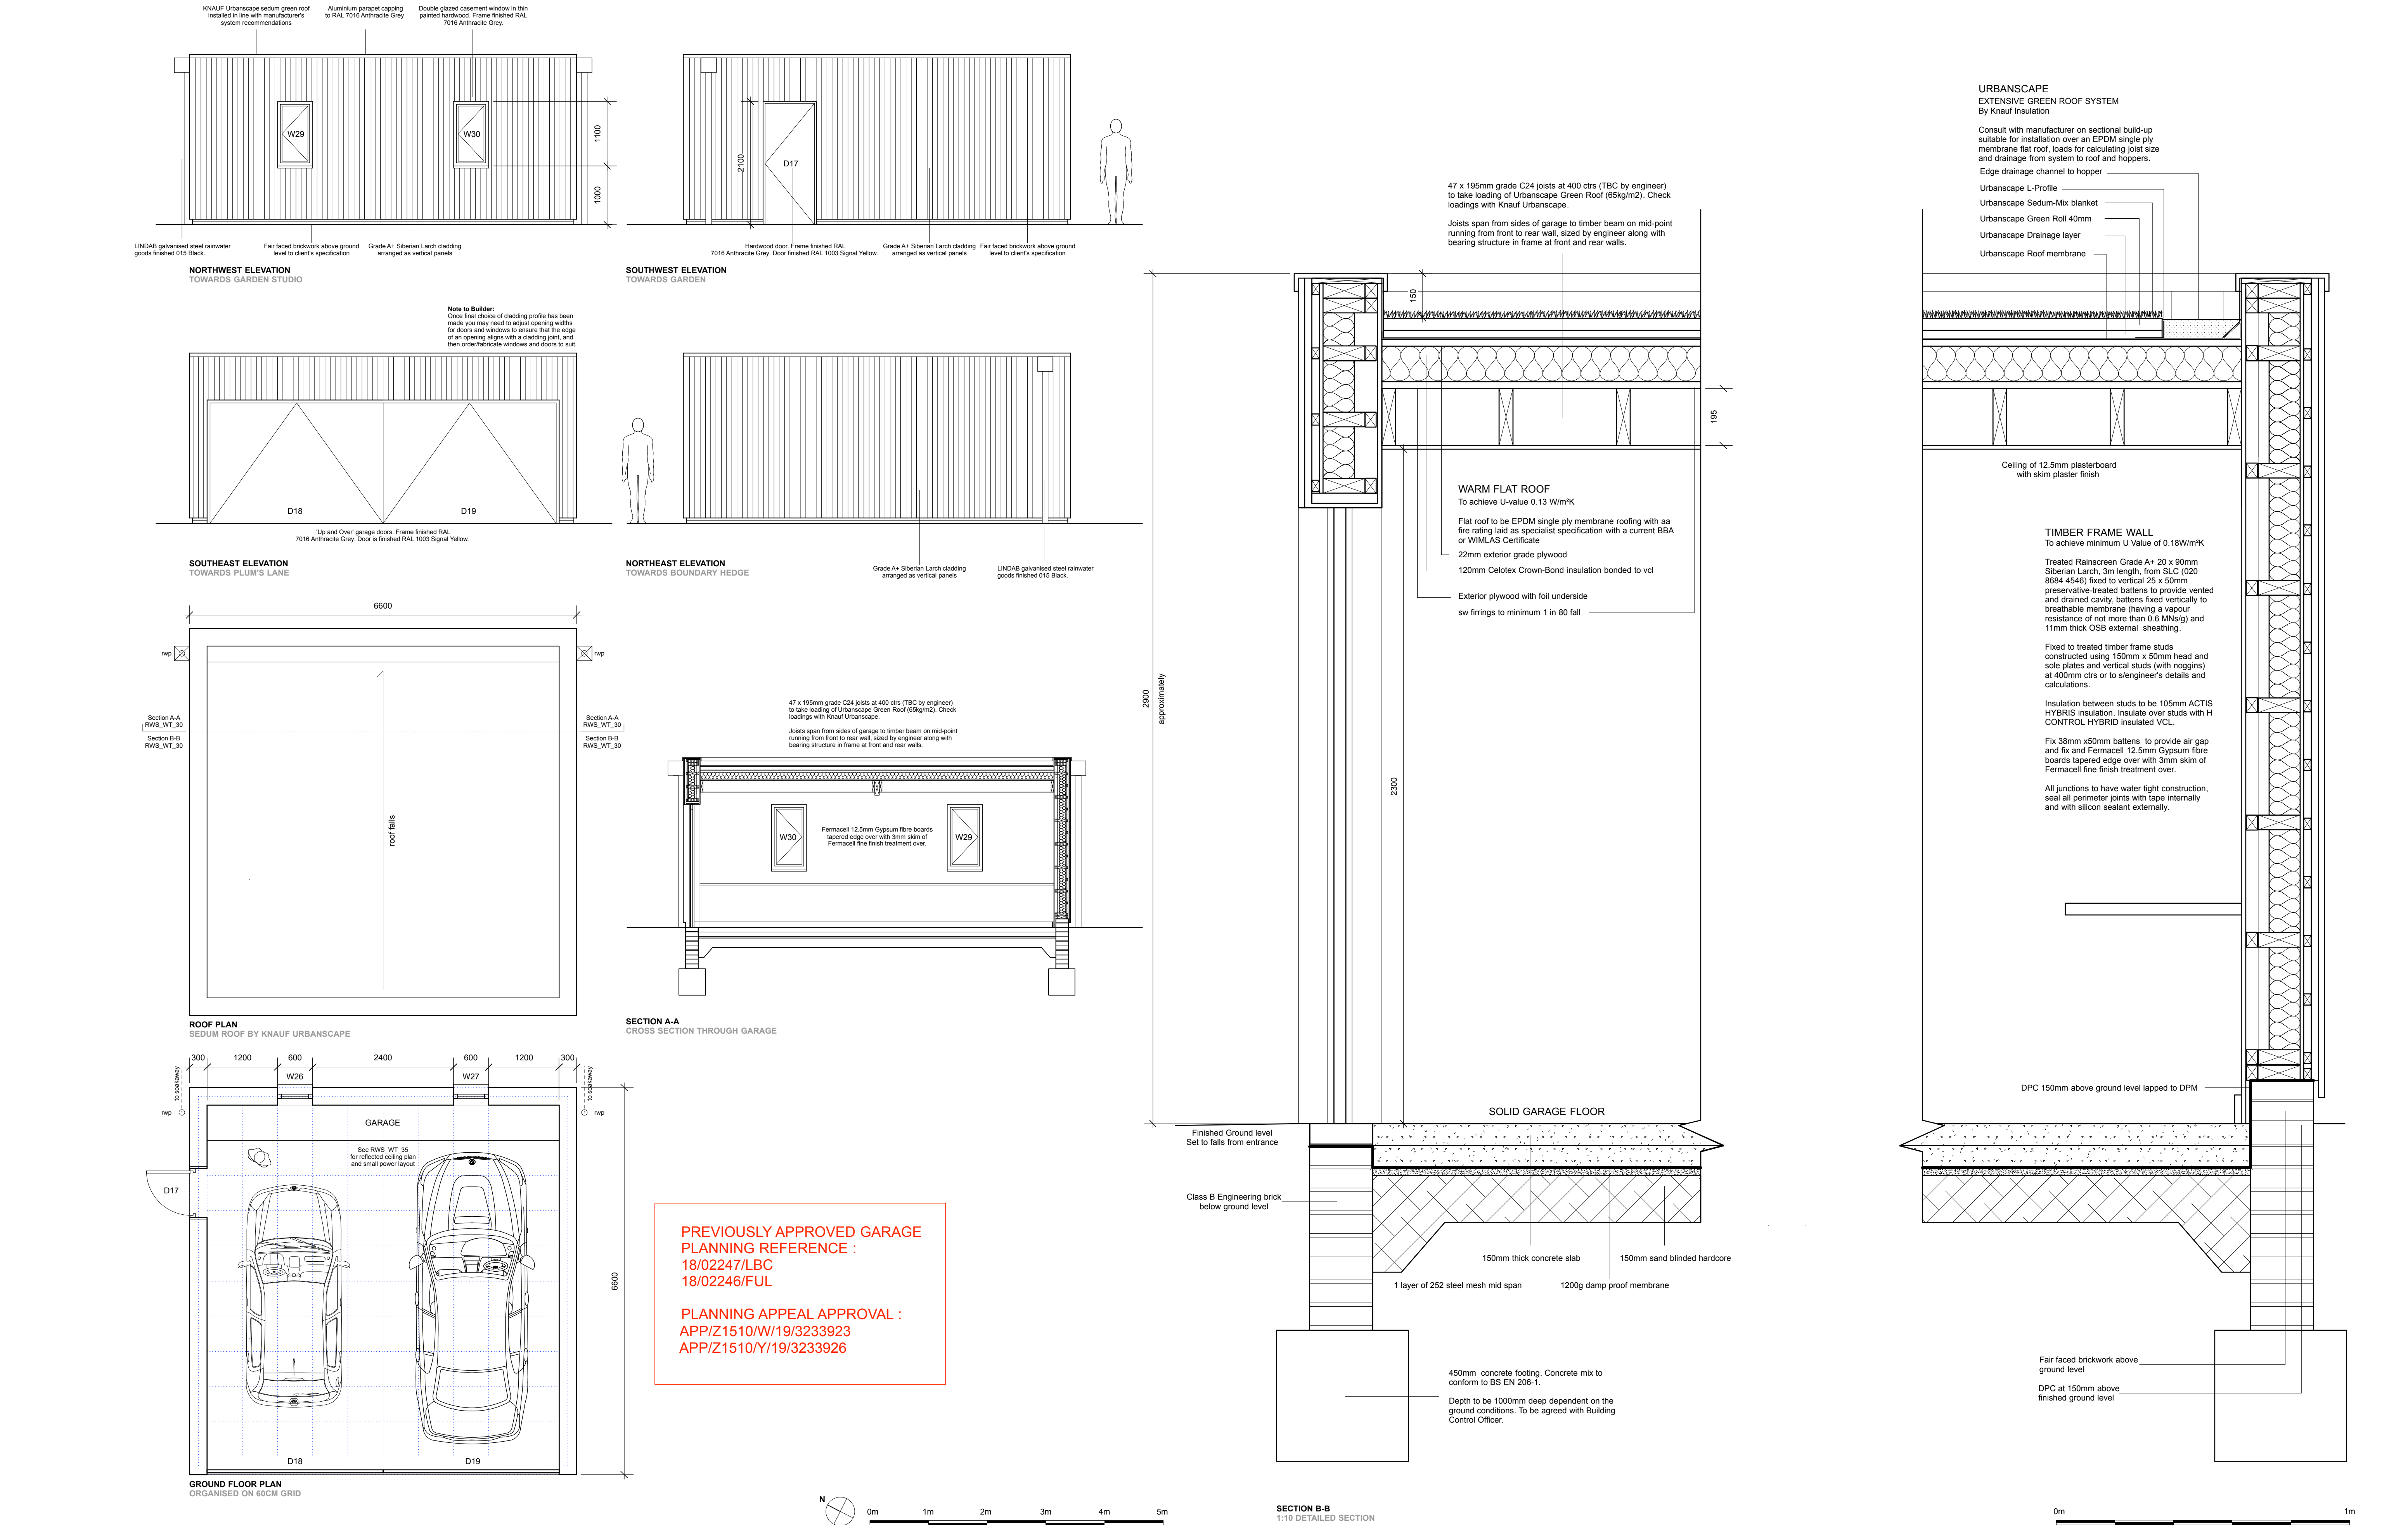 KNAUF Urbanscape sedum green roof
installed in line with manufacturer's
system recommendations
Aluminium parapet capping
to RAL 7016 Anthracite Grey
Double glazed casement window in thin
painted hardwood. Frame finished RAL
7016 Anthracite Grey.
W29
W30
1100
1000
LINDAB galvanised steel rainwater
goods finished 015 Black.
Fair faced brickwork above ground
level to client's specification
Grade A+ Siberian Larch cladding
arranged as vertical panels
NORTHWEST ELEVATION
TOWARDS GARDEN STUDIO
2100
D17
Hardwood door. Frame finished RAL
7016 Anthracite Grey. Door finished RAL 1003 Signal Yellow.
Grade A+ Siberian Larch cladding
arranged as vertical panels
Fair faced brickwork above ground
level to client's specification
SOUTHWEST ELEVATION
TOWARDS GARDEN
Note to Builder:
Once final choice of cladding profile has been
made you may need to adjust opening widths
for doors and windows to ensure that the edge
of an opening aligns with a cladding joint, and
then order/fabricate windows and doors to suit.
D18
D19
'Up and Over' garage doors. Frame finished RAL
7016 Anthracite Grey. Door is finished RAL 1003 Signal Yellow.
SOUTHEAST ELEVATION
TOWARDS PLUM'S LANE
Grade A+ Siberian Larch cladding
arranged as vertical panels
LINDAB galvanised steel rainwater
goods finished 015 Black.
NORTHEAST ELEVATION
TOWARDS BOUNDARY HEDGE
6600
rwp
rwp
Section A-A
RWS_WT_30
Section B-B
RWS_WT_30
Section A-A
RWS_WT_30
Section B-B
RWS_WT_30
roof falls
ROOF PLAN
SEDUM ROOF BY KNAUF URBANSCAPE
47 x 195mm grade C24 joists at 400 ctrs (TBC by engineer)
to take loading of Urbanscape Green Roof (65kg/m2). Check
loadings with Knauf Urbanscape.
Joists span from sides of garage to timber beam on mid-point
running from front to rear wall, sized by engineer along with
bearing structure in frame at front and rear walls.
W30
Fermacell 12.5mm Gypsum fibre boards
tapered edge over with 3mm skim of
Fermacell fine finish treatment over.
W29
SECTION A-A
CROSS SECTION THROUGH GARAGE
300
1200
600
2400
600
1200
300
to soakaway
W26
W27
to soakaway
rwp
rwp
GARAGE
See RWS_WT_35
for reflected ceiling plan
and small power layout
D17
6600
D18
D19
GROUND FLOOR PLAN
ORGANISED ON 60CM GRID
PREVIOUSLY APPROVED GARAGE
PLANNING REFERENCE :
18/02247/LBC
18/02246/FUL
PLANNING APPEAL APPROVAL :
APP/Z1510/W/19/3233923
APP/Z1510/Y/19/3233926
N
0m
1m
2m
3m
4m
5m
47 x 195mm grade C24 joists at 400 ctrs (TBC by engineer)
to take loading of Urbanscape Green Roof (65kg/m2). Check
loadings with Knauf Urbanscape.
Joists span from sides of garage to timber beam on mid-point
running from front to rear wall, sized by engineer along with
bearing structure in frame at front and rear walls.
150
195
2900
approximately
2300
WARM FLAT ROOF
To achieve U-value 0.13 W/m²K
Flat roof to be EPDM single ply membrane roofing with aa
fire rating laid as specialist specification with a current BBA
or WIMLAS Certificate
22mm exterior grade plywood
120mm Celotex Crown-Bond insulation bonded to vcl
Exterior plywood with foil underside
sw firrings to minimum 1 in 80 fall
SOLID GARAGE FLOOR
Finished Ground level
Set to falls from entrance
Class B Engineering brick
below ground level
150mm thick concrete slab
150mm sand blinded hardcore
1 layer of 252 steel mesh mid span
1200g damp proof membrane
450mm  concrete footing. Concrete mix to
conform to BS EN 206-1.
Depth to be 1000mm deep dependent on the
ground conditions. To be agreed with Building
Control Officer.
SECTION B-B
1:10 DETAILED SECTION
URBANSCAPE
EXTENSIVE GREEN ROOF SYSTEM
By Knauf Insulation
Consult with manufacturer on sectional build-up
suitable for installation over an EPDM single ply
membrane flat roof, loads for calculating joist size
and drainage from system to roof and hoppers.
Edge drainage channel to hopper
Urbanscape L-Profile
Urbanscape Sedum-Mix blanket
Urbanscape Green Roll 40mm
Urbanscape Drainage layer
Urbanscape Roof membrane
Ceiling of 12.5mm plasterboard
with skim plaster finish
TIMBER FRAME WALL
To achieve minimum U Value of 0.18W/m²K
Treated Rainscreen Grade A+ 20 x 90mm
Siberian Larch, 3m length, from SLC (020
8684 4546) fixed to vertical 25 x 50mm
preservative-treated battens to provide vented
and drained cavity, battens fixed vertically to
breathable membrane (having a vapour
resistance of not more than 0.6 MNs/g) and
11mm thick OSB external  sheathing.
Fixed to treated timber frame studs
constructed using 150mm x 50mm head and
sole plates and vertical studs (with noggins)
at 400mm ctrs or to s/engineer's details and
calculations.
Insulation between studs to be 105mm ACTIS
HYBRIS insulation. Insulate over studs with H
CONTROL HYBRID insulated VCL.
Fix 38mm x50mm battens  to provide air gap
and fix and Fermacell 12.5mm Gypsum fibre
boards tapered edge over with 3mm skim of
Fermacell fine finish treatment over.
All junctions to have water tight construction,
seal all perimeter joints with tape internally
and with silicon sealant externally.
DPC 150mm above ground level lapped to DPM
Fair faced brickwork above
ground level
DPC at 150mm above
finished ground level
0m
1m